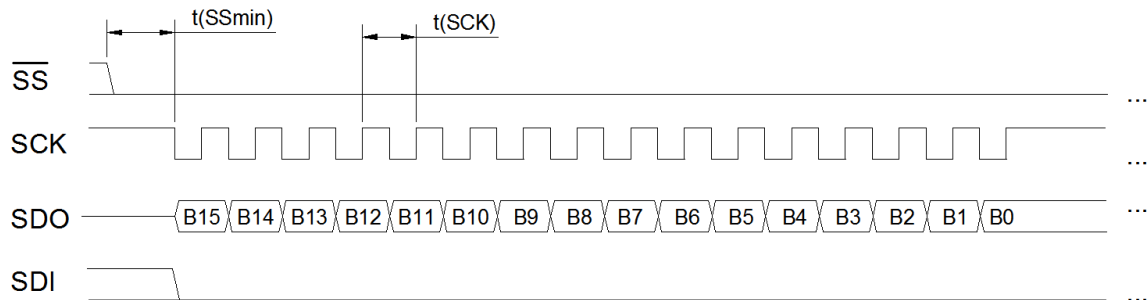 t(SSmin) t(SCK)
SS
...
SCK
...
SDO B15 B14 B13 B12 B11 B10 B9 B8 B7 B6 B5 B4 B3 B2 B1 B0 ...
SDI
...